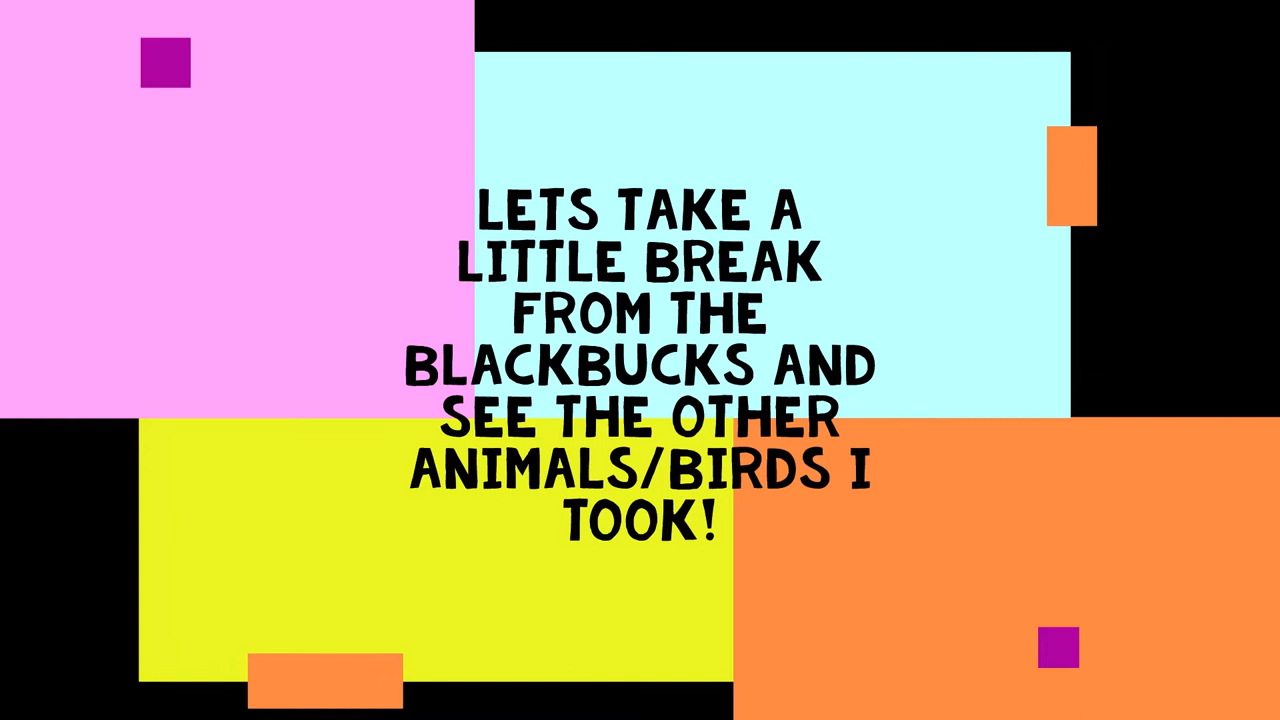 LETS TAKE A
LITTLE BREAK
FROM THE
BLACKBUCKS AND
SEE THE OTHER
ANIMALS/BIRDS I
TOOK!